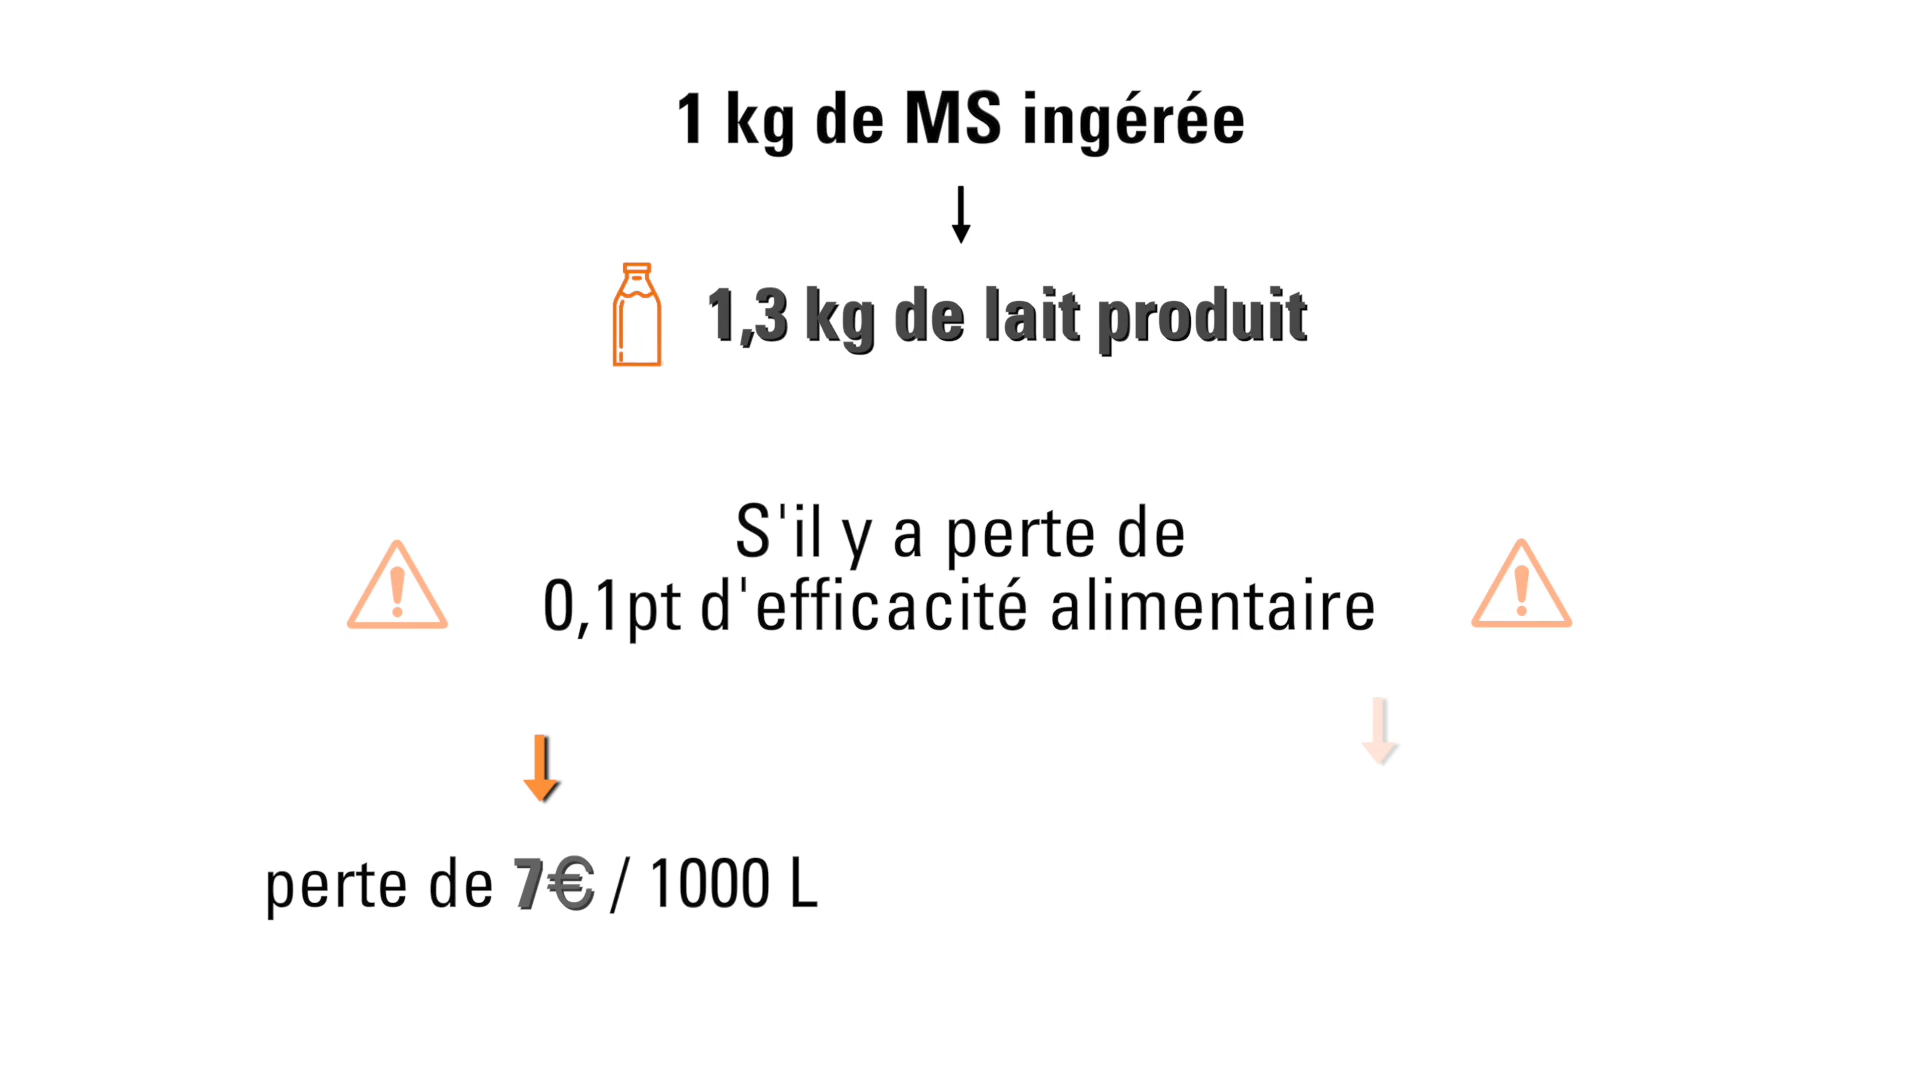 1 kg de MS ingérée
1,3 kg de lait produit
S'il y a perte de
0,1pt d'efficacité alimentaire
perte de 7€ / 1000 L